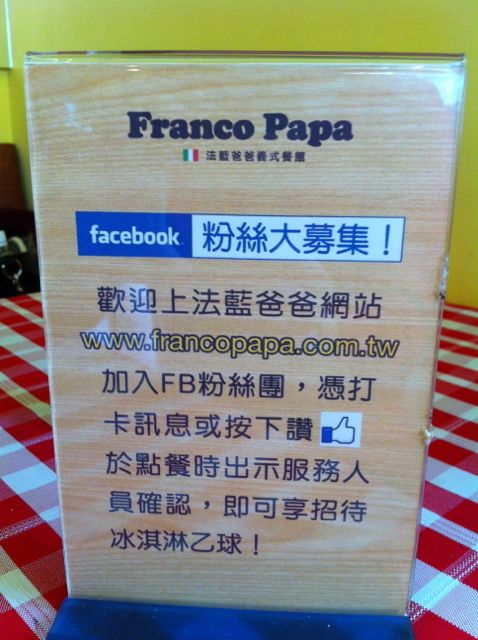 Franco Papa
法藍爸爸義式餐館
facebook 粉絲大募集！
歡迎上法藍爸爸網站
www.francopapa.com.tw
加入FB粉絲團，憑打
卡訊息或按下讚
於點餐時出示服務人
員確認，即可享招待
冰淇淋乙球！